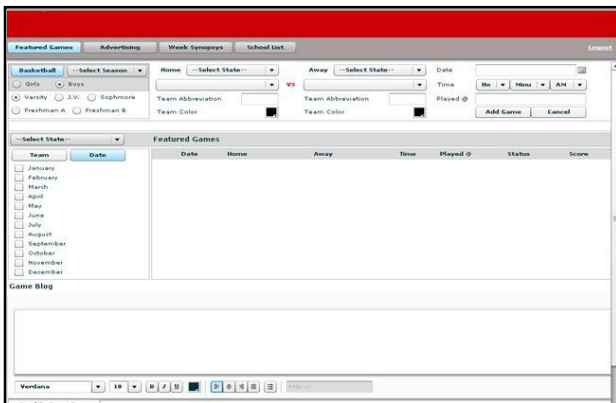 Featured Games Advertising Week Synopsys School List Logout
Basketball --Select Season-- Home --Select State-- Away --Select State-- Date
Girls Boys vs Time Ho Minu AM
Varsity J.V. Sophmore Team Abbreviation Team Abbreviation Played @
Freshman A Freshman B Team Color Team Color Add Game Cancel
--Select State-- Featured Games
Team Date Date Home Away Time Played @ Status Score
January
February
March
April
May
June
July
August
September
October
November
December
Game Blog
Verdana 10 B I U http://